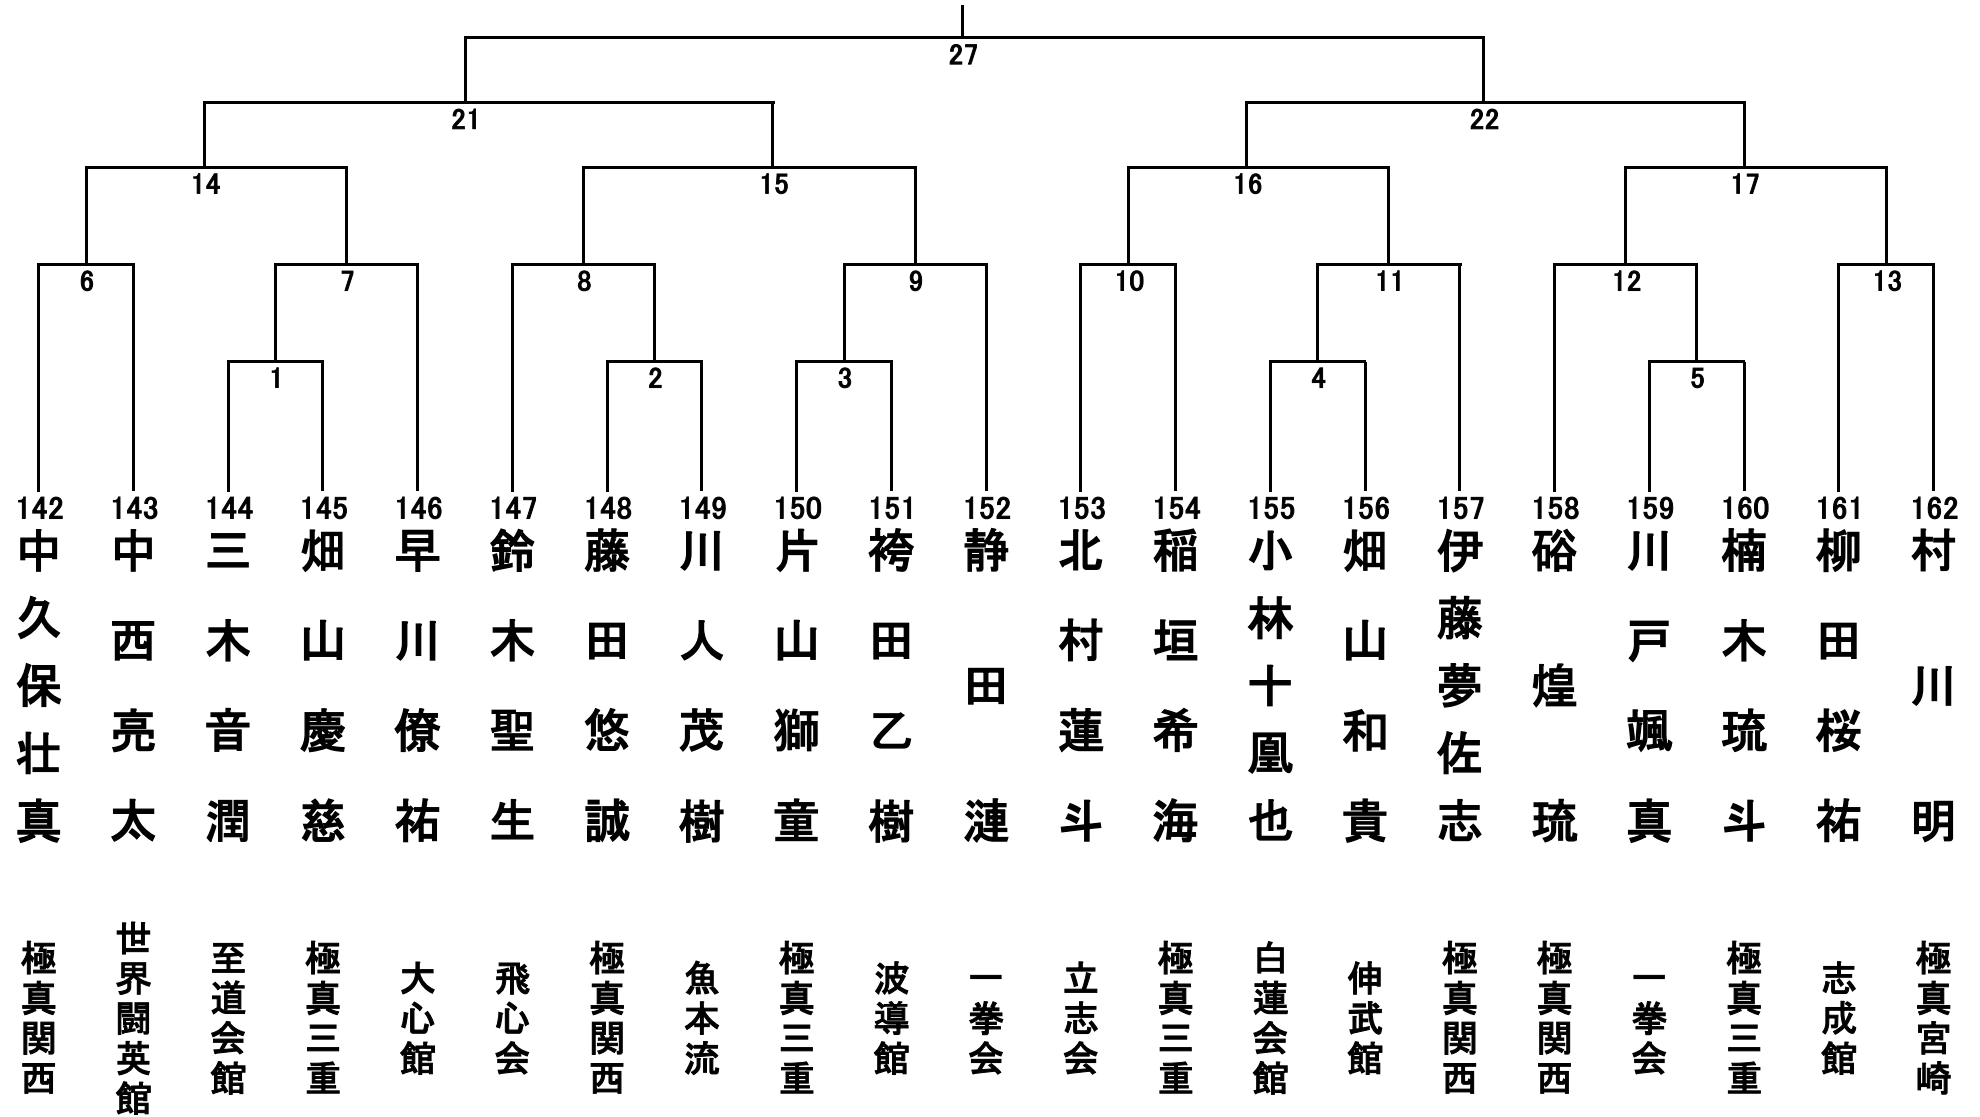 27
21
22
14
15
16
17
6
7
8
9
10
11
12
13
1
2
3
4
5
142
143
144
145
146
147
148
149
150
151
152
153
154
155
156
157
158
159
160
161
162
中久保壮真
中西亮太
三木音潤
畑山慶慈
早川僚祐
鈴木聖生
藤田悠誠
川人茂樹
片山獅童
袴田乙樹
静田漣
北村蓮斗
稲垣希海
小林十凰也
畑山和貴
伊藤夢佐志
硲煌琉
川戸颯真
楠木琉斗
柳田桜祐
村川明
極真関西
世界闘英館
至道会館
極真三重
大心館
飛心会
極真関西
魚本流
極真三重
波導館
一拳会
立志会
極真三重
白蓮会館
伸武館
極真関西
極真関西
一拳会
極真三重
志成館
極真宮崎